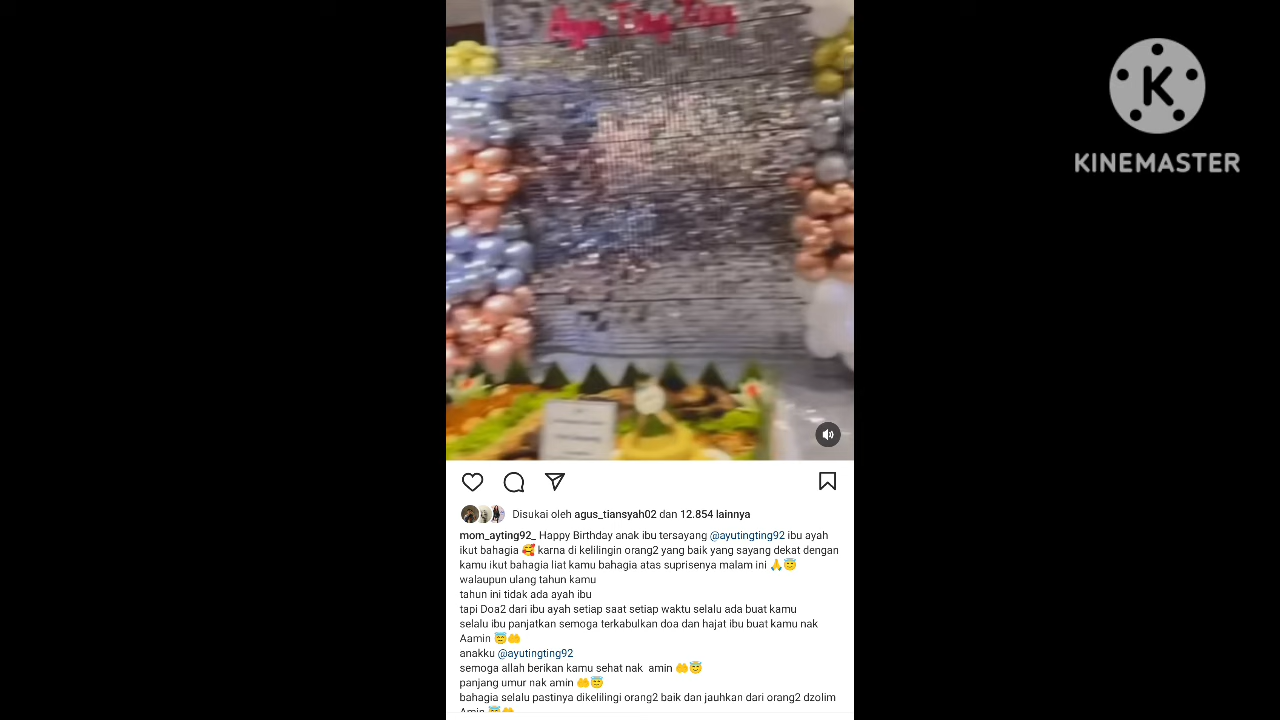 Ayu Ting Ting
K
KINEMASTER
Disukai oleh agus_tiansyah02 dan 12.854 lainnya
mom_ayting92_ Happy Birthday anak ibu tersayang @ayutingting92 ibu ayah
ikut bahagia 🥰 karna di kelilingin orang2 yang baik yang sayang dekat dengan
kamu ikut bahagia liat kamu bahagia atas suprisenya malam ini 🙏😇
walaupun ulang tahun kamu
tahun ini tidak ada ayah ibu
tapi Doa2 dari ibu ayah setiap saat setiap waktu selalu ada buat kamu
selalu ibu panjatkan semoga terkabulkan doa dan hajat ibu buat kamu nak
Aamin 😇🤲
anakku @ayutingting92
semoga allah berikan kamu sehat nak amin 🤲😇
panjang umur nak amin 🤲😇
bahagia selalu pastinya dikelilingi orang2 baik dan jauhkan dari orang2 dzolim
Amin 😇🤲